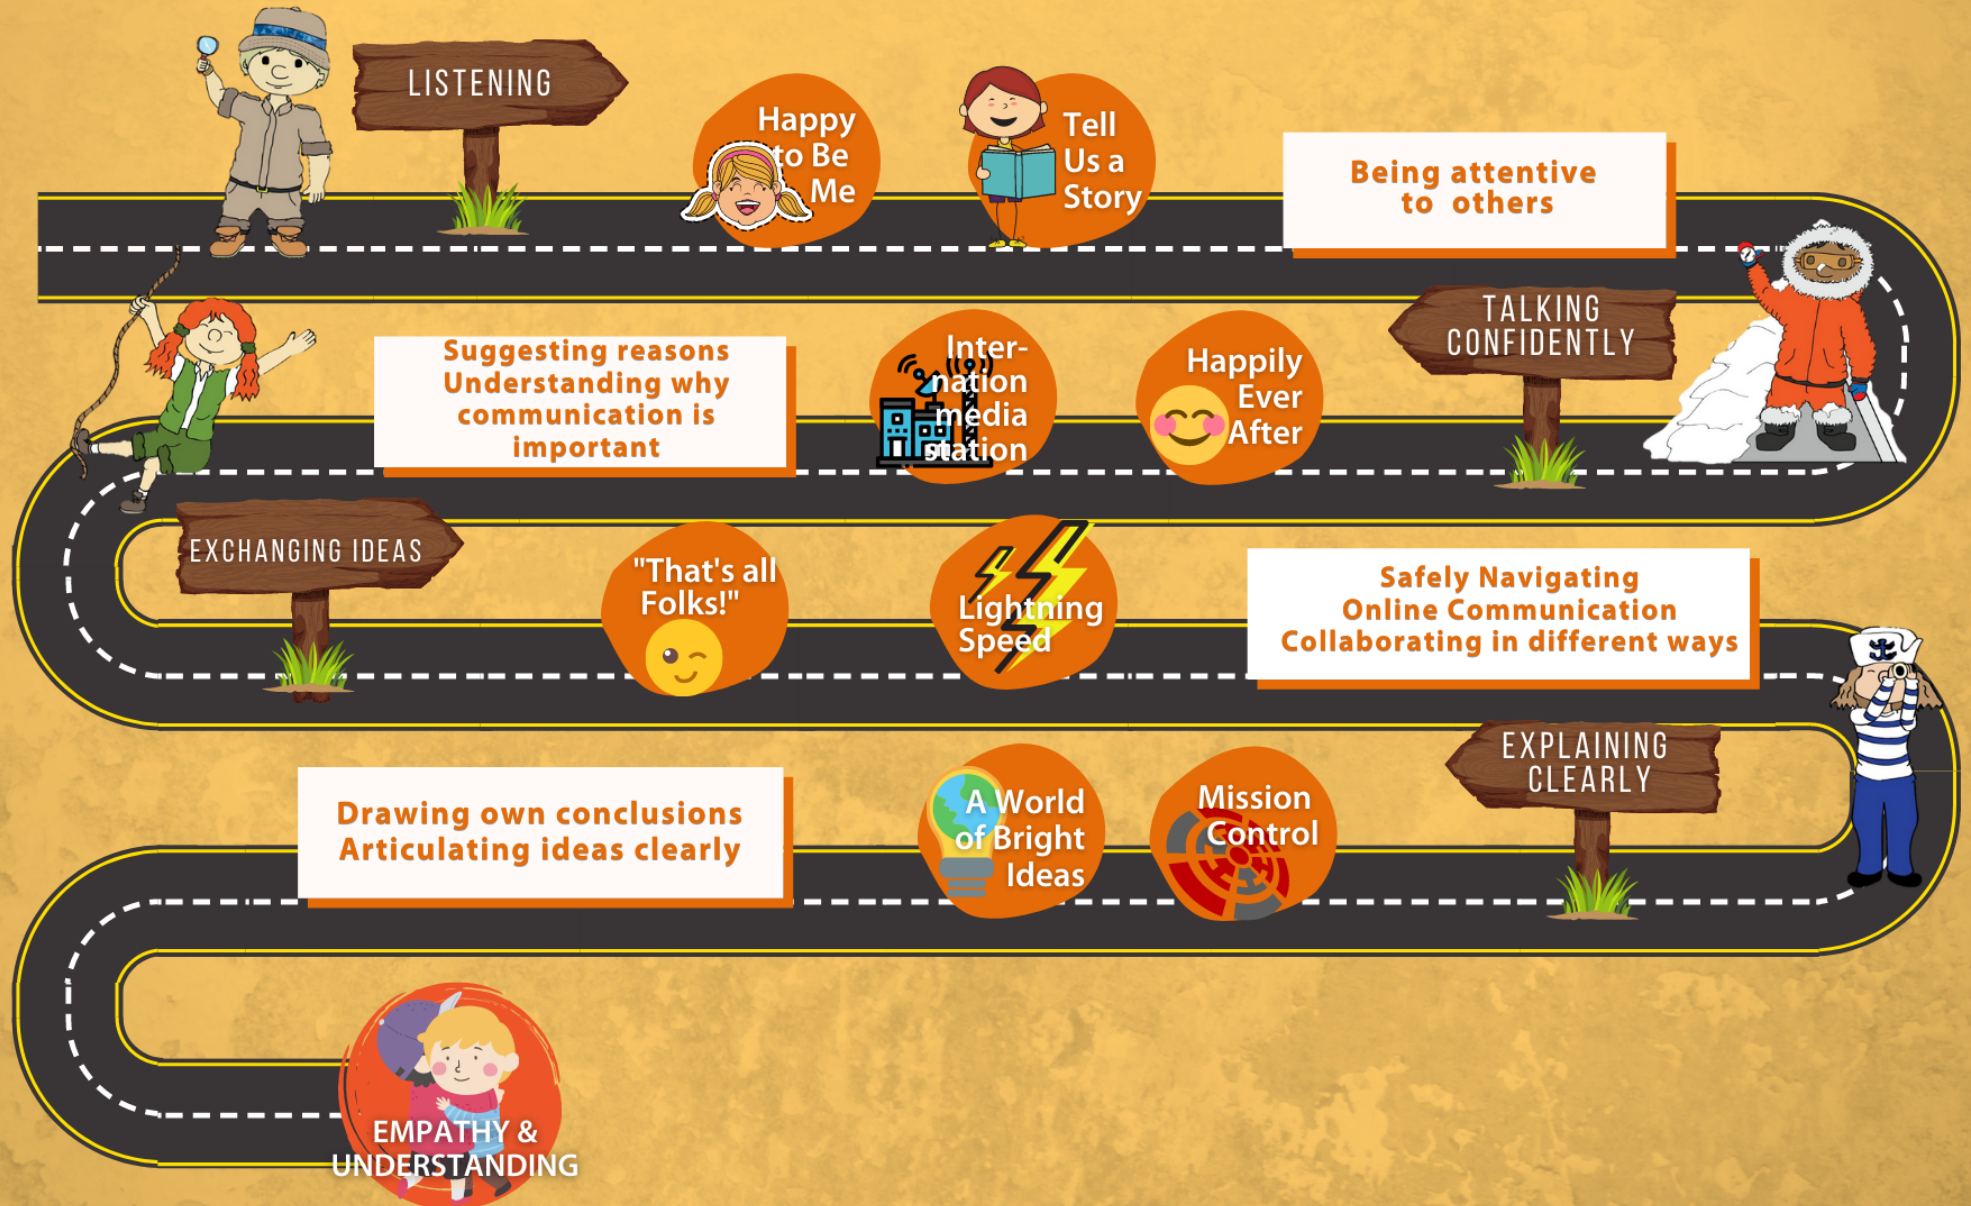 LISTENING
Happy
to Be
Me
Tell
Us a
Story
Being attentive
to others
TALKING
CONFIDENTLY
Happily
Ever
After
Inter-
nation
media
station
Suggesting reasons
Understanding why
communication is
important
EXCHANGING IDEAS
"That's all
Folks!"
Lightning
Speed
Safely Navigating
Online Communication
Collaborating in different ways
EXPLAINING
CLEARLY
Mission
Control
A World
of Bright
Ideas
Drawing own conclusions
Articulating ideas clearly
EMPATHY &
UNDERSTANDING